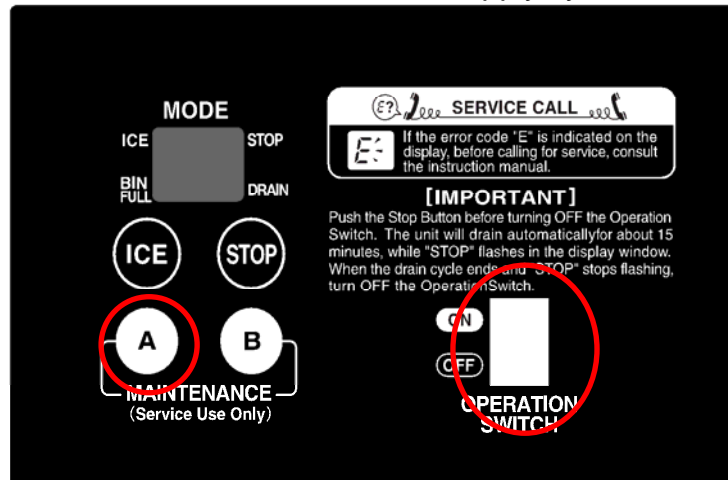 MODE
ICE
STOP
BIN
FULL
DRAIN
ICE
STOP
A
B
MAINTENANCE
(Service Use Only)
E?
SERVICE CALL
E
If the error code "E" is indicated on the
display, before calling for service, consult
the instruction manual.
[IMPORTANT]
Push the Stop Button before turning OFF the Operation
Switch. The unit will drain automaticallyfor about 15
minutes, while "STOP" flashes in the display window.
When the drain cycle ends and "STOP" stops flashing,
turn OFF the OperationSwitch.
ON
OFF
OPERATION
SWITCH